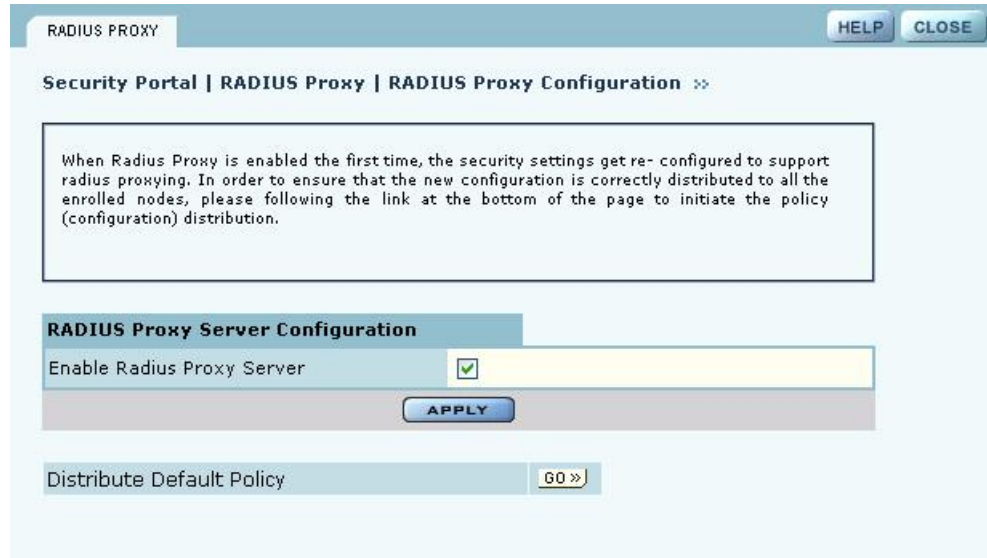 RADIUS PROXY
HELP
CLOSE
Security Portal | RADIUS Proxy | RADIUS Proxy Configuration »
When Radius Proxy is enabled the first time, the security settings get re- configured to support
radius proxying. In order to ensure that the new configuration is correctly distributed to all the
enrolled nodes, please following the link at the bottom of the page to initiate the policy
(configuration) distribution.
RADIUS Proxy Server Configuration
Enable Radius Proxy Server
APPLY
Distribute Default Policy
GO »